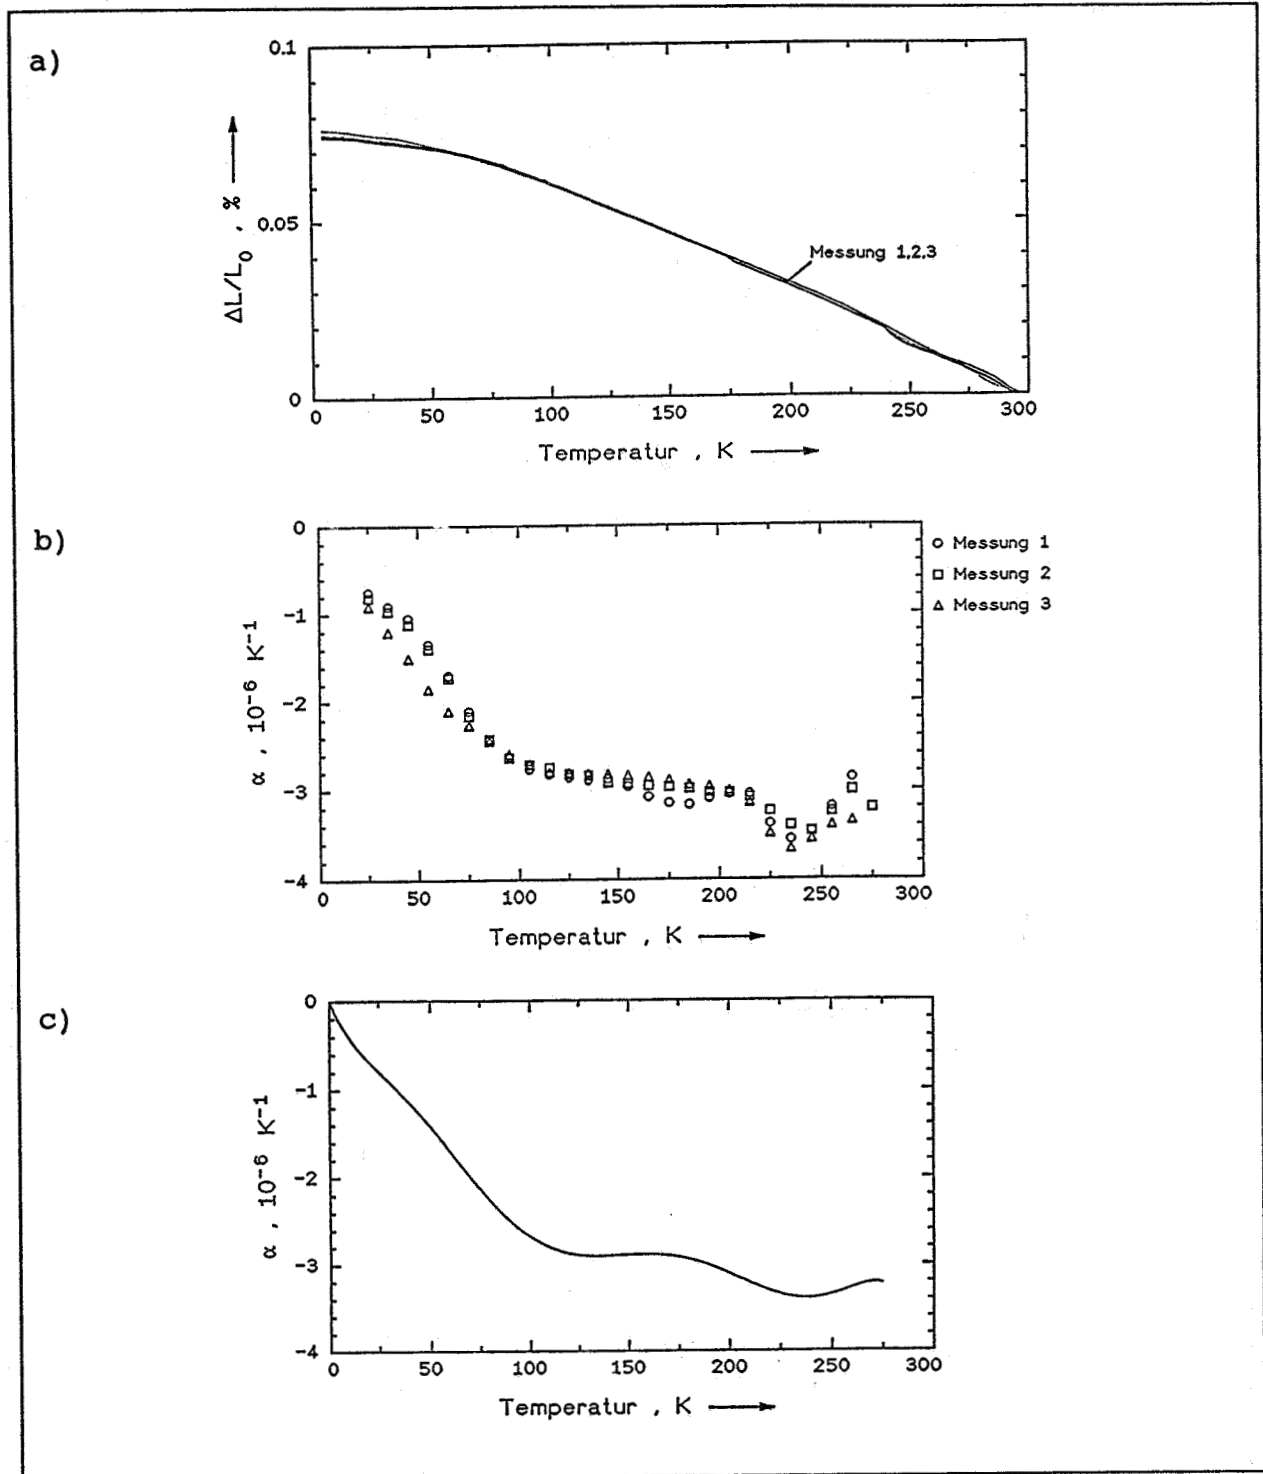 a)
0.1
0.05
0
ΔL/L₀ , %
Messung 1,2,3
0 50 100 150 200 250 300
Temperatur , K
b)
0
-1
-2
-3
-4
α , 10⁻⁶ K⁻¹
Messung 1
Messung 2
Messung 3
0 50 100 150 200 250 300
Temperatur , K
c)
0
-1
-2
-3
-4
α , 10⁻⁶ K⁻¹
0 50 100 150 200 250 300
Temperatur , K